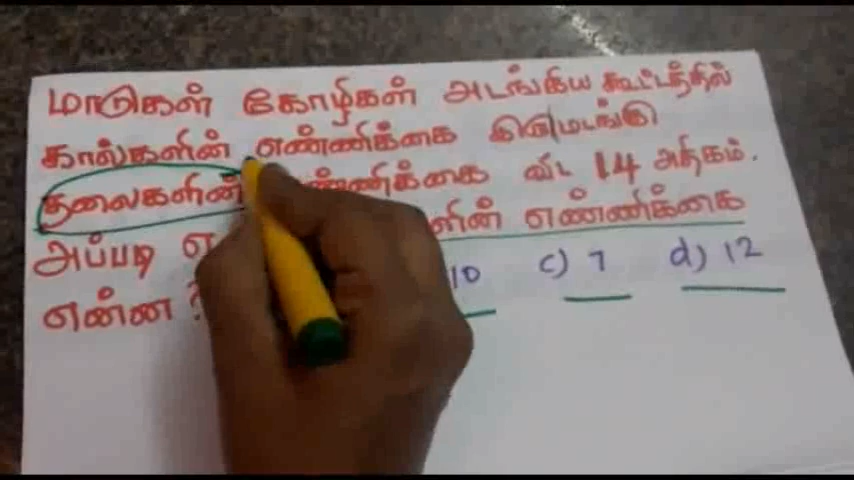 மாடுகள் கோழிகள் அடங்கிய கூட்டத்தில்
கால்களின் எண்ணிக்கை இருமடங்கு
தலைகளின் எண்ணிக்கை விட 14 அதிகம்.
அப்படி எ ளின் எண்ணிக்கை
என்ன ? 10 c) 7 d) 12